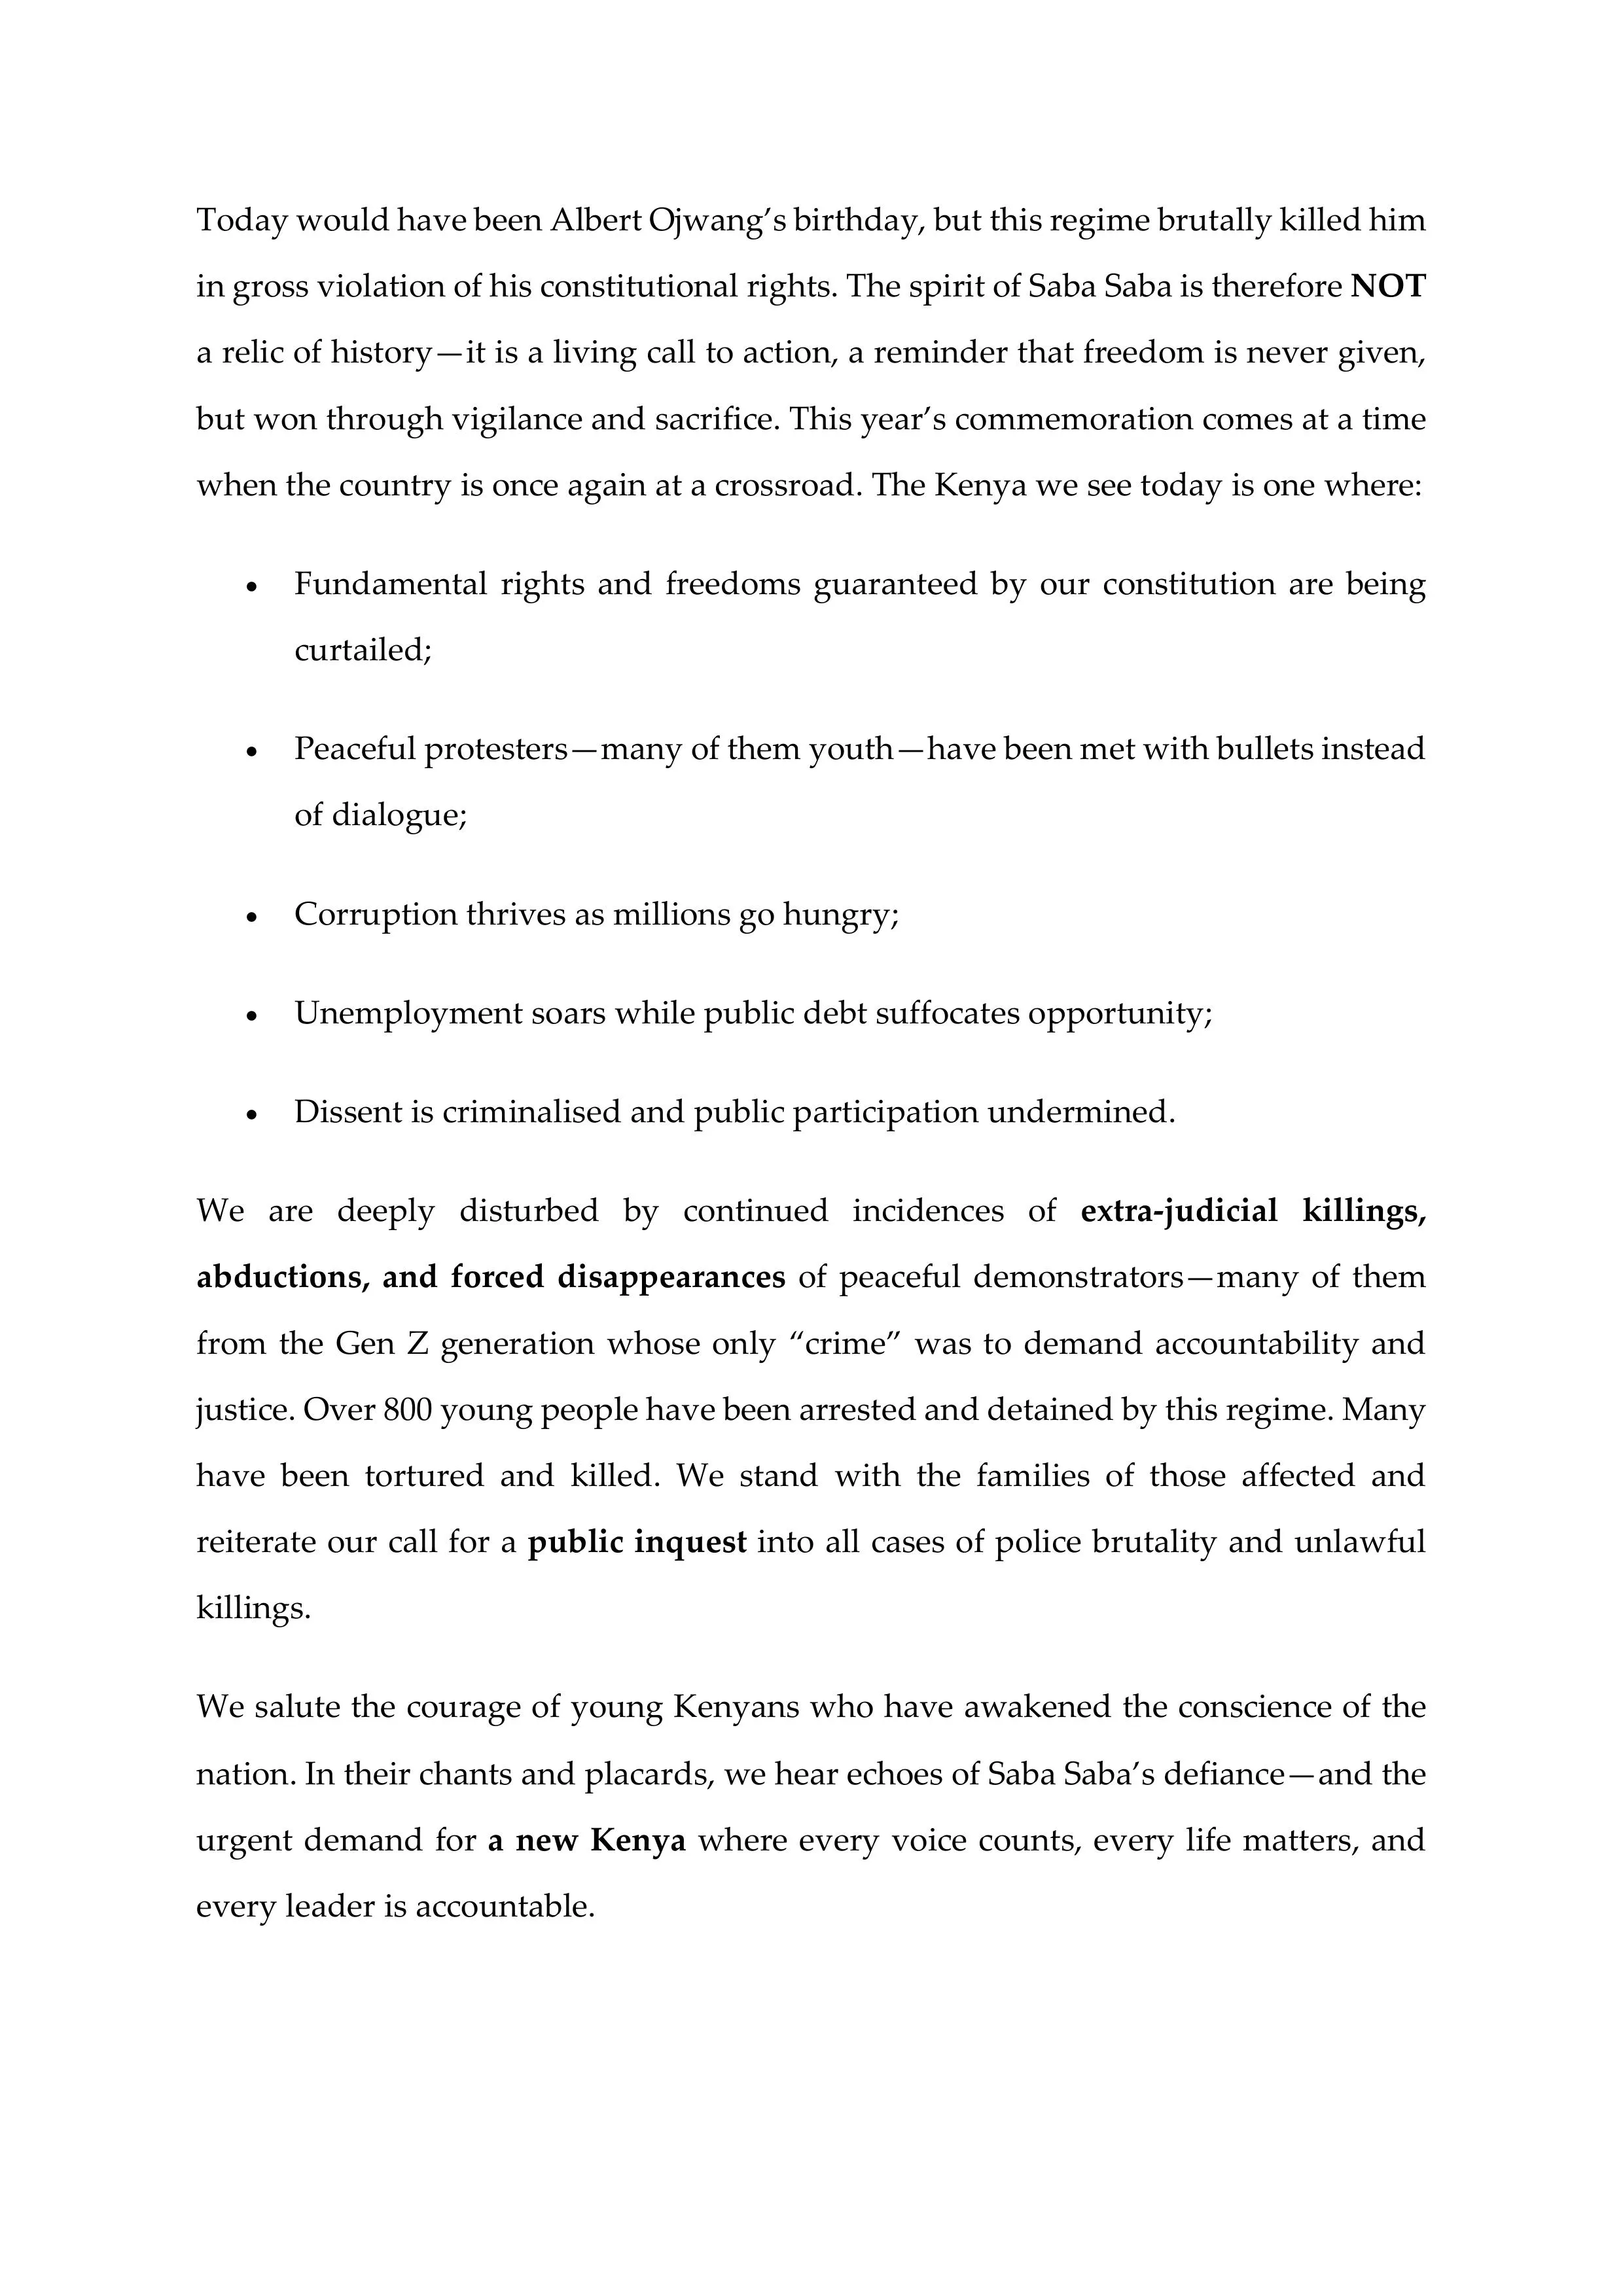 Today would have been Albert Ojwang’s birthday, but this regime brutally killed him
in gross violation of his constitutional rights. The spirit of Saba Saba is therefore NOT
a relic of history—it is a living call to action, a reminder that freedom is never given,
but won through vigilance and sacrifice. This year’s commemoration comes at a time
when the country is once again at a crossroad. The Kenya we see today is one where:
• Fundamental rights and freedoms guaranteed by our constitution are being
curtailed;
• Peaceful protesters—many of them youth—have been met with bullets instead
of dialogue;
• Corruption thrives as millions go hungry;
• Unemployment soars while public debt suffocates opportunity;
• Dissent is criminalised and public participation undermined.
We are deeply disturbed by continued incidences of extra-judicial killings,
abductions, and forced disappearances of peaceful demonstrators—many of them
from the Gen Z generation whose only “crime” was to demand accountability and
justice. Over 800 young people have been arrested and detained by this regime. Many
have been tortured and killed. We stand with the families of those affected and
reiterate our call for a public inquest into all cases of police brutality and unlawful
killings.
We salute the courage of young Kenyans who have awakened the conscience of the
nation. In their chants and placards, we hear echoes of Saba Saba’s defiance—and the
urgent demand for a new Kenya where every voice counts, every life matters, and
every leader is accountable.